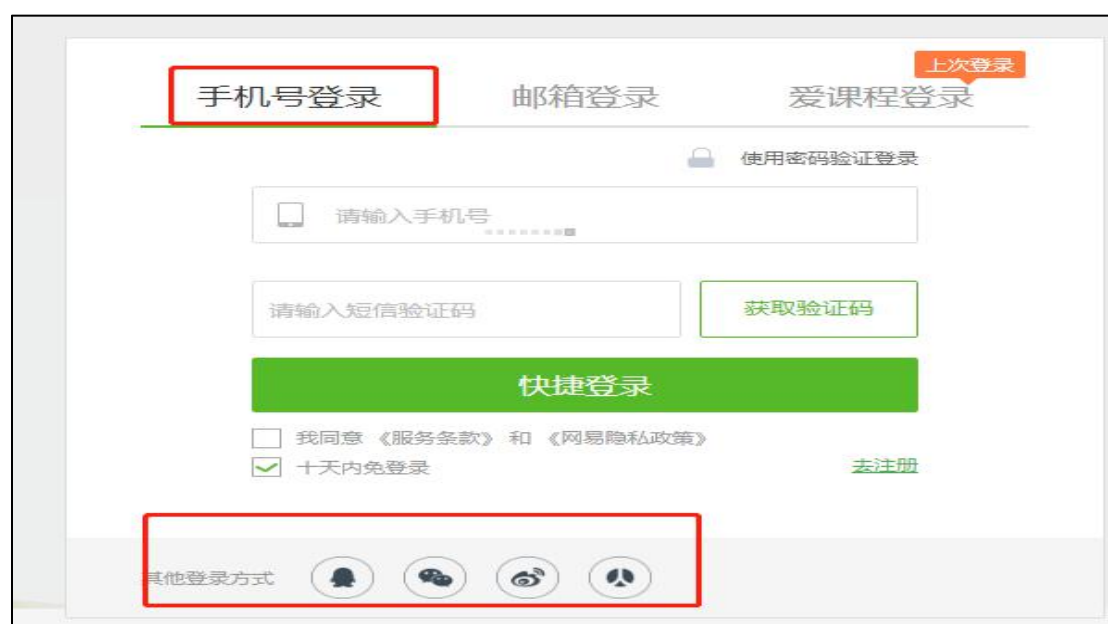 上次登录
手机号登录 邮箱登录 爱课程登录
使用密码验证登录
请输入手机号
请输入短信验证码 获取验证码
快捷登录
我同意《服务条款》和《网易隐私政策》
十天内免登录 去注册
其他登录方式